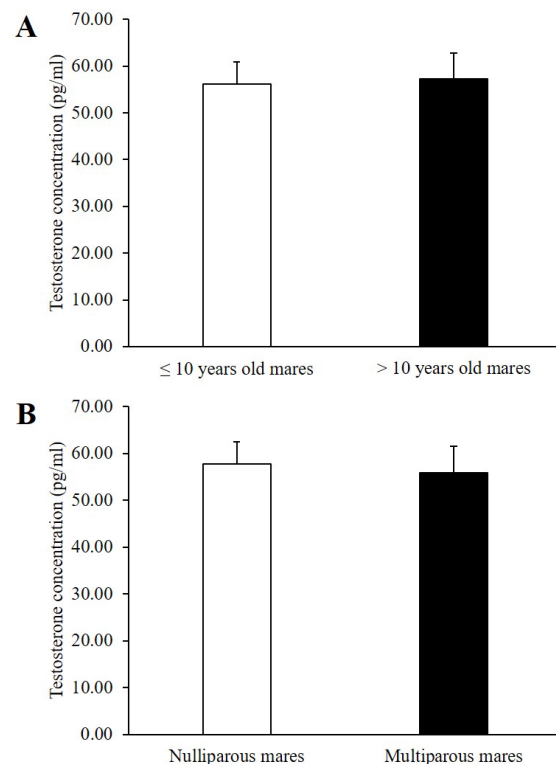 A
Testosterone concentration (pg/ml)
70.00
60.00
50.00
40.00
30.00
20.00
10.00
0.00
≤ 10 years old mares
> 10 years old mares
B
Testosterone concentration (pg/ml)
70.00
60.00
50.00
40.00
30.00
20.00
10.00
0.00
Nulliparous mares
Multiparous mares